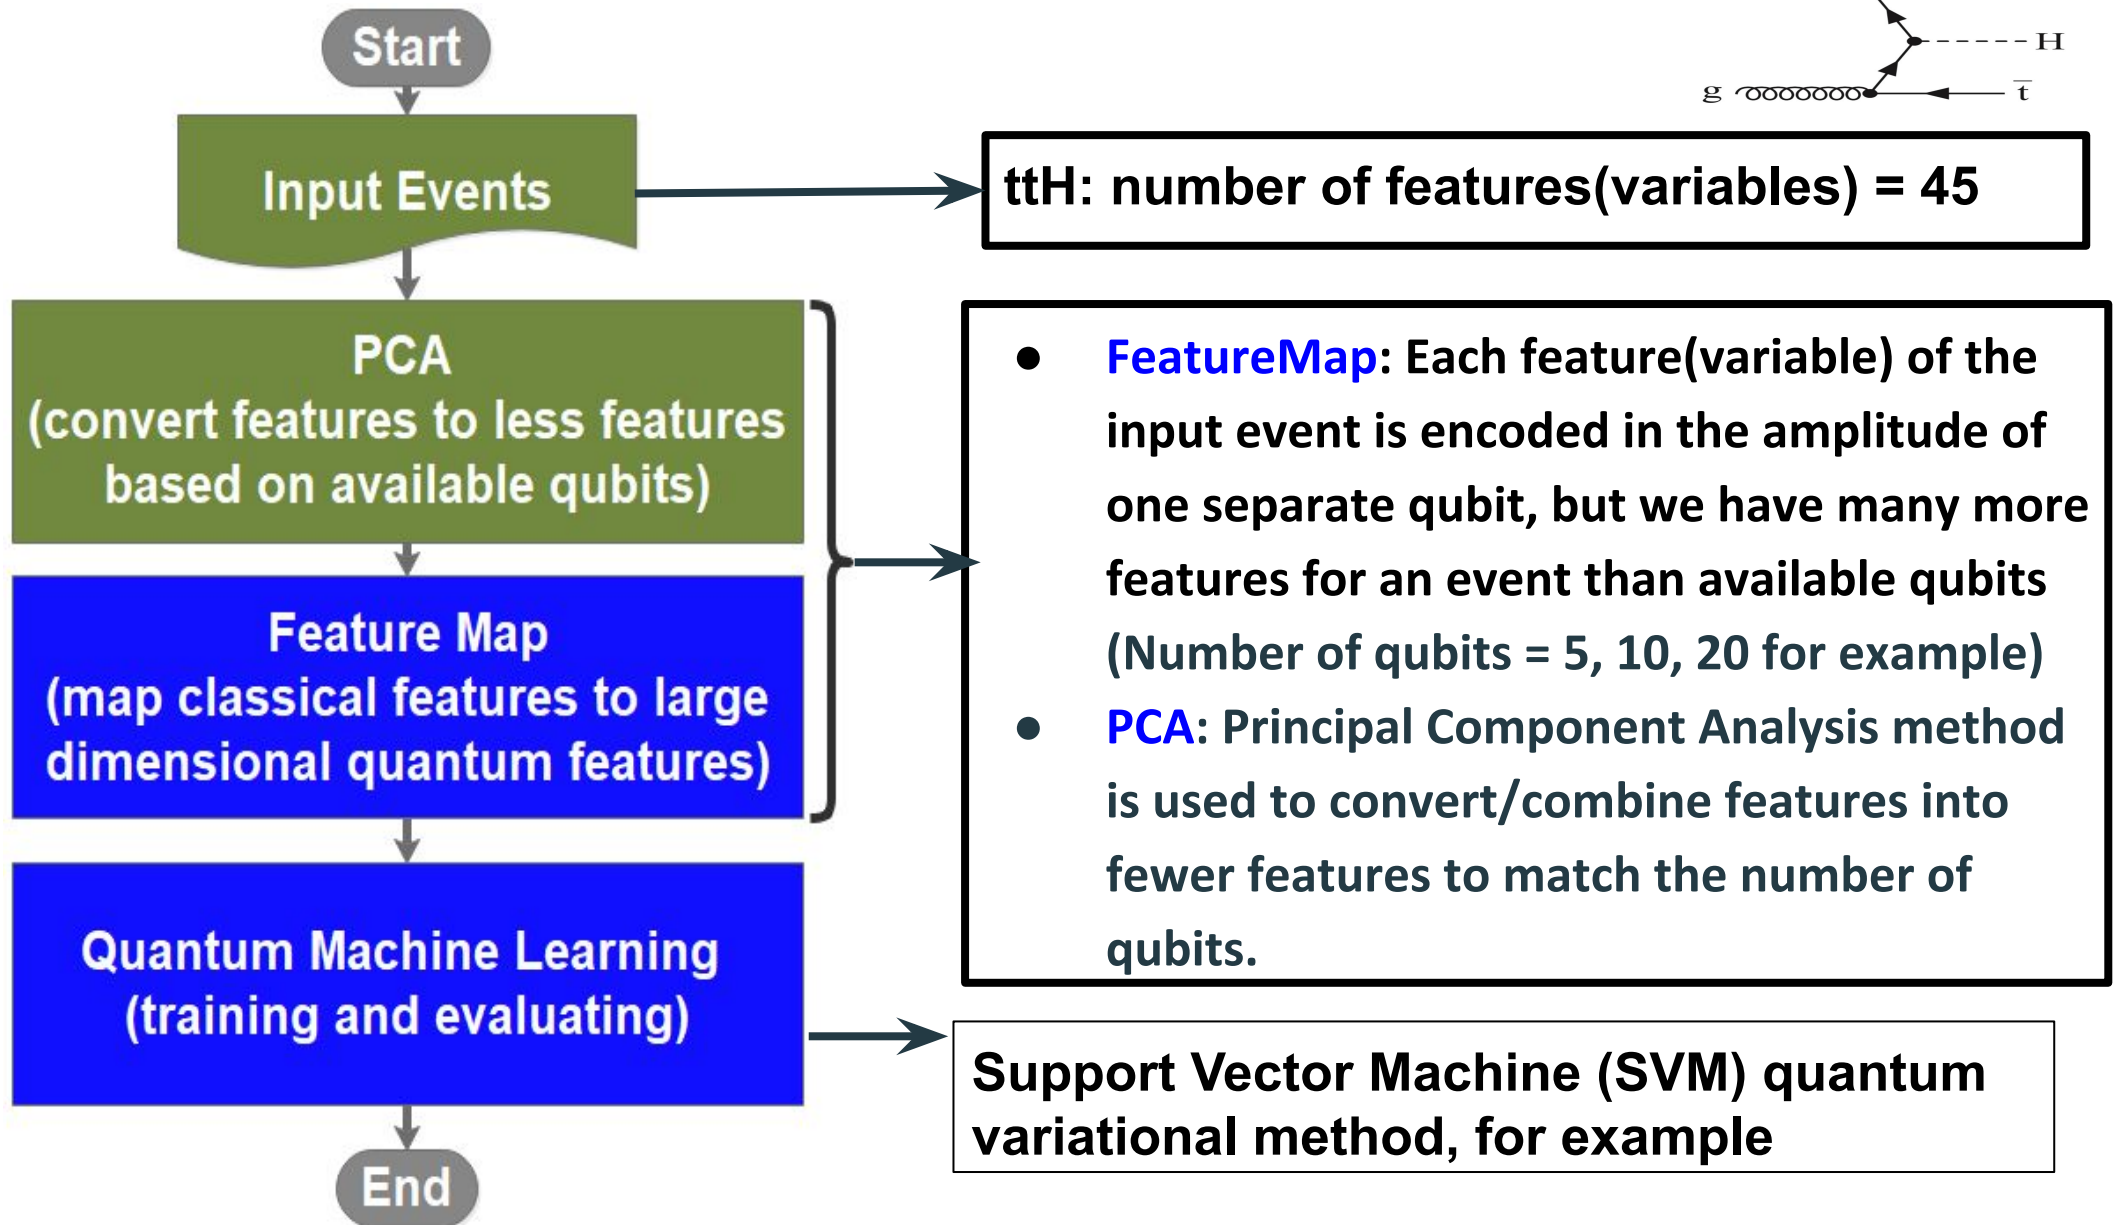 Start
H
g
t̅
Input Events
ttH: number of features(variables) = 45
PCA
(convert features to less features
based on available qubits)
Feature Map
(map classical features to large
dimensional quantum features)
● FeatureMap: Each feature(variable) of the
input event is encoded in the amplitude of
one separate qubit, but we have many more
features for an event than available qubits
(Number of qubits = 5, 10, 20 for example)
● PCA: Principal Component Analysis method
is used to convert/combine features into
fewer features to match the number of
qubits.
Quantum Machine Learning
(training and evaluating)
Support Vector Machine (SVM) quantum
variational method, for example
End